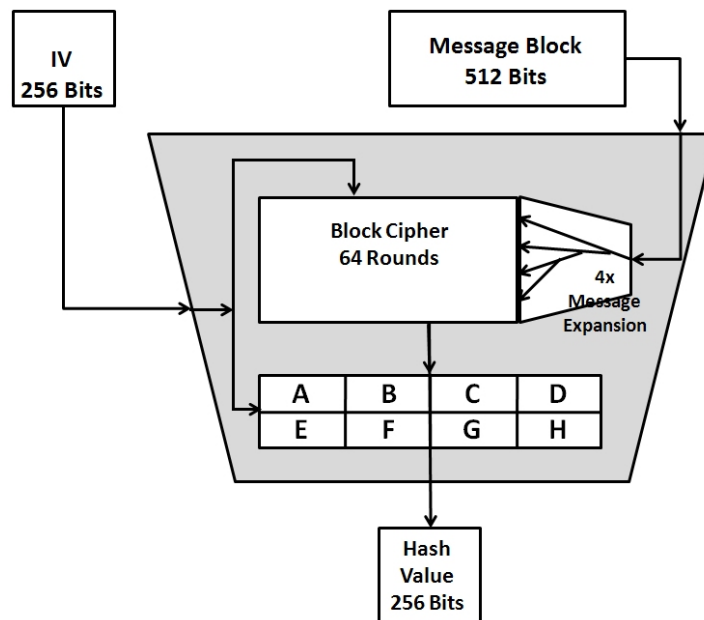 IV
256 Bits
Message Block
512 Bits
Block Cipher
64 Rounds
4x
Message
Expansion
A B C D
E F G H
Hash
Value
256 Bits